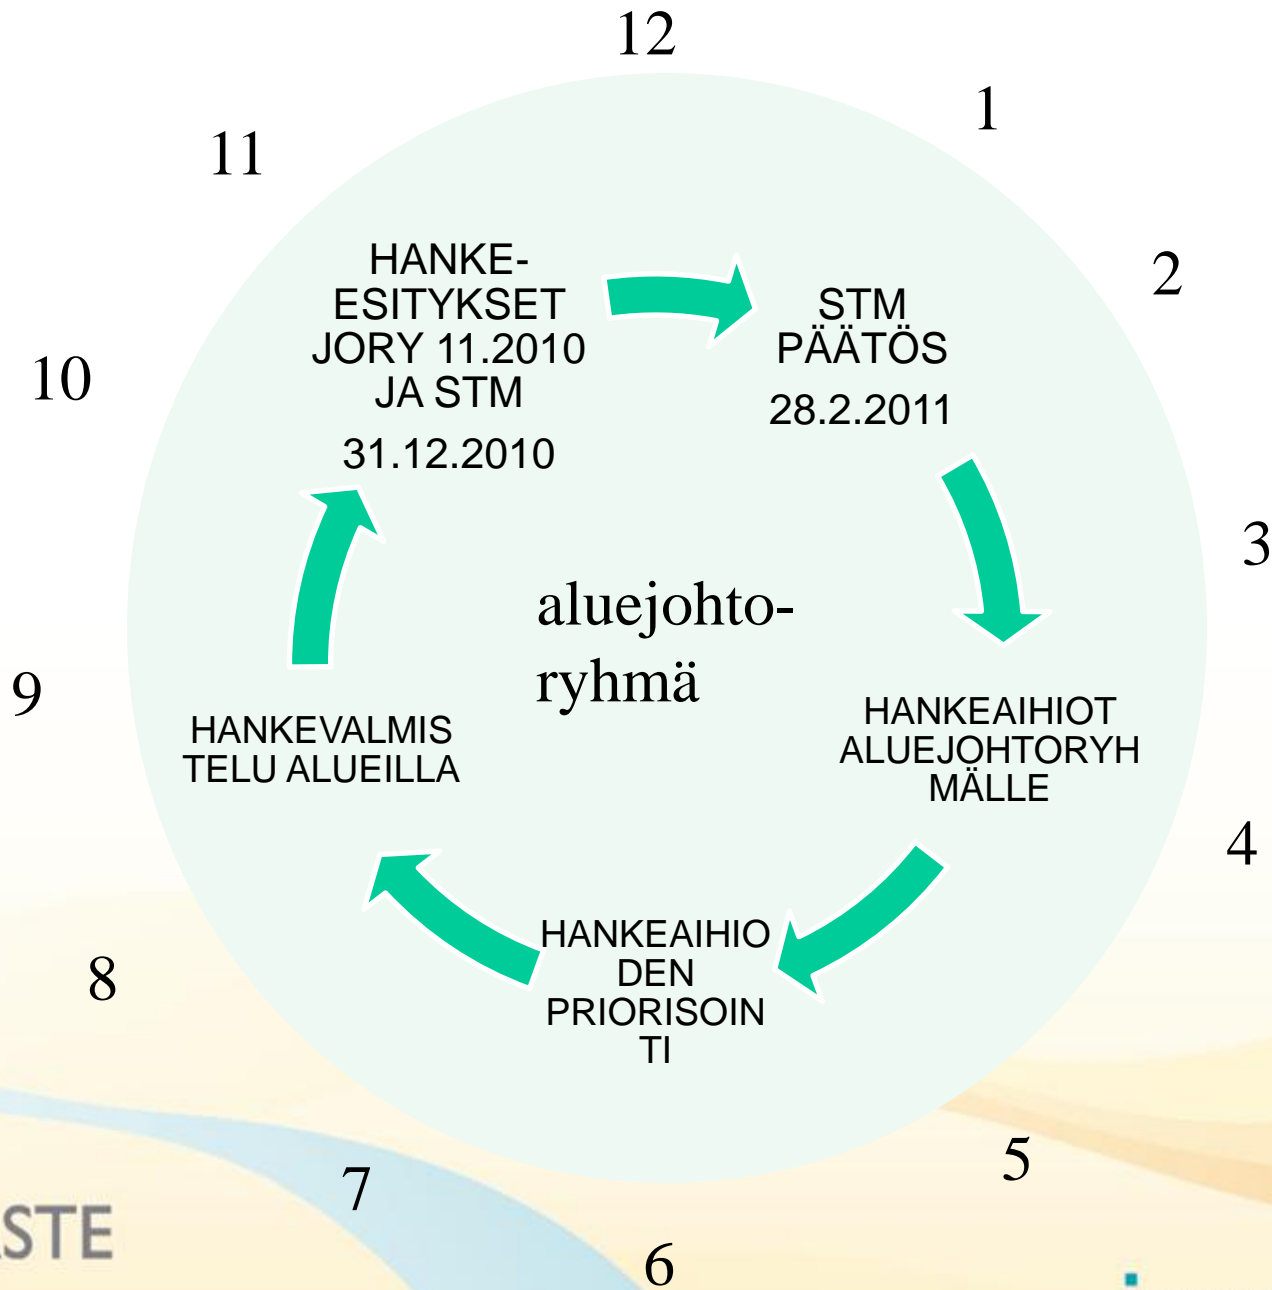 12
1
11
2
HANKE-
ESITYKSET
JORY 11.2010
JA STM
31.12.2010
STM
PÄÄTÖS
28.2.2011
10
3
aluejohto-
ryhmä
9
HANKEVALMIS
TELU ALUEILLA
HANKEAIHIOT
ALUEJOHTORYH
MÄLLE
4
HANKEAIHIO
DEN
PRIORISOIN
TI
8
5
7
STE
6